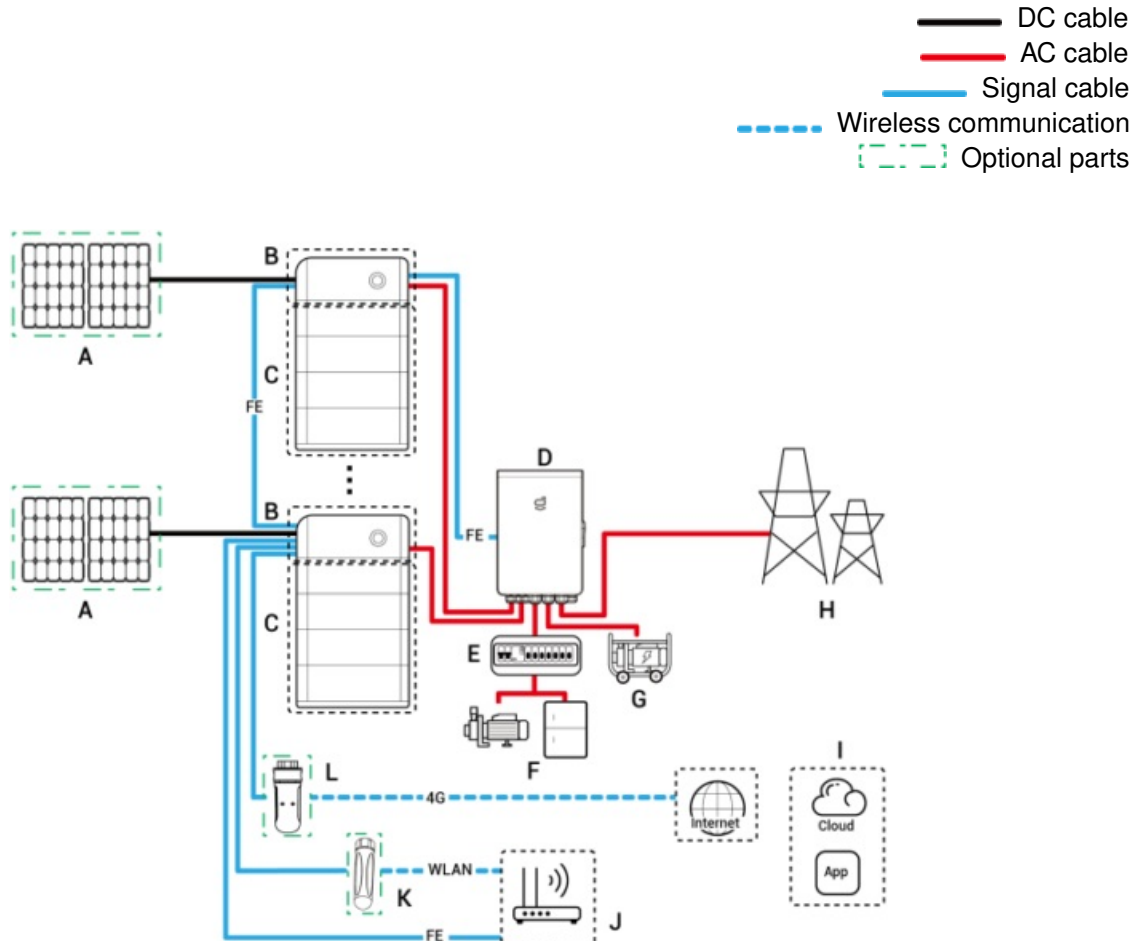 DC cable
AC cable
Signal cable
Wireless communication
Optional parts
B
A
C
FE
D
B
FE
A
C
H
E
G
F
I
L
4G
Internet
Cloud
App
WLAN
K
J
FE